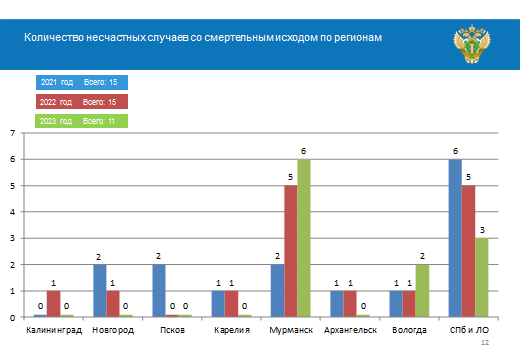 Количество несчастных случаев со смертельным исходом по регионам
2021 год Всего: 15
2022 год Всего: 15
2023 год Всего: 11
7
6
5
4
3
2
1
0
0 1 0
2 1 0
2 0 0
1 1 0
2 5 6
1 1 0
1 1 2
6 5 3
Калининград Новгород Псков Карелия Мурманск Архангельск Вологда СПб и ЛО
12